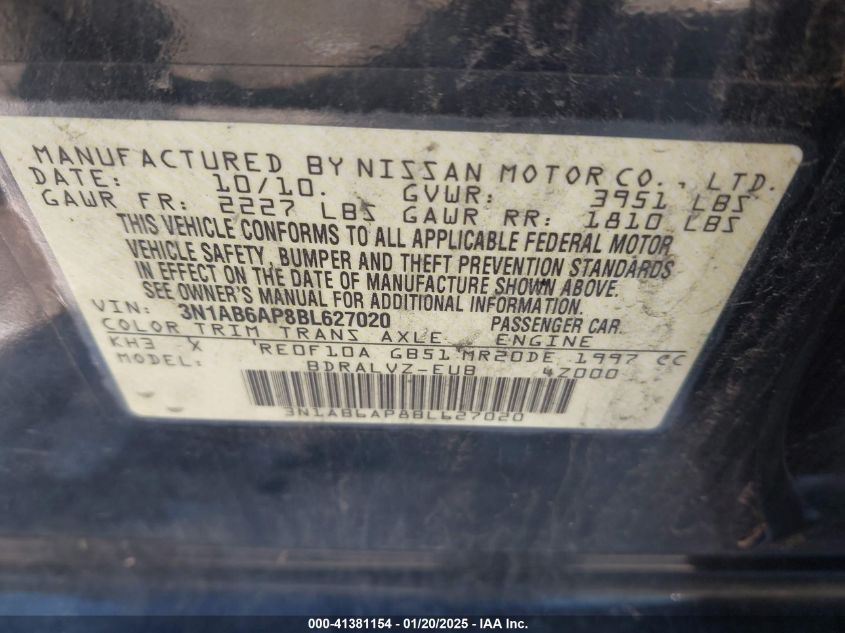 MANUFACTURED BY NISSAN MOTOR CO., LTD.
DATE: 10/10. GVWR: 3951 LBS
GAWR FR: 2227 LBS GAWR RR: 1810 LBS
THIS VEHICLE CONFORMS TO ALL APPLICABLE FEDERAL MOTOR
VEHICLE SAFETY, BUMPER AND THEFT PREVENTION STANDARDS
IN EFFECT ON THE DATE OF MANUFACTURE SHOWN ABOVE.
SEE OWNER'S MANUAL FOR ADDITIONAL INFORMATION.
VIN: 3N1AB6AP8BL627020 PASSENGER CAR
COLOR TRIM TRANS AXLE ENGINE
KH3 X RE0F10A GB51 MR20DE 1997 CC
MODEL: BDRALVZ-EUB 4Z000
3N1AB6AP8BL627020
000-41381154 - 01/20/2025 - IAA Inc.